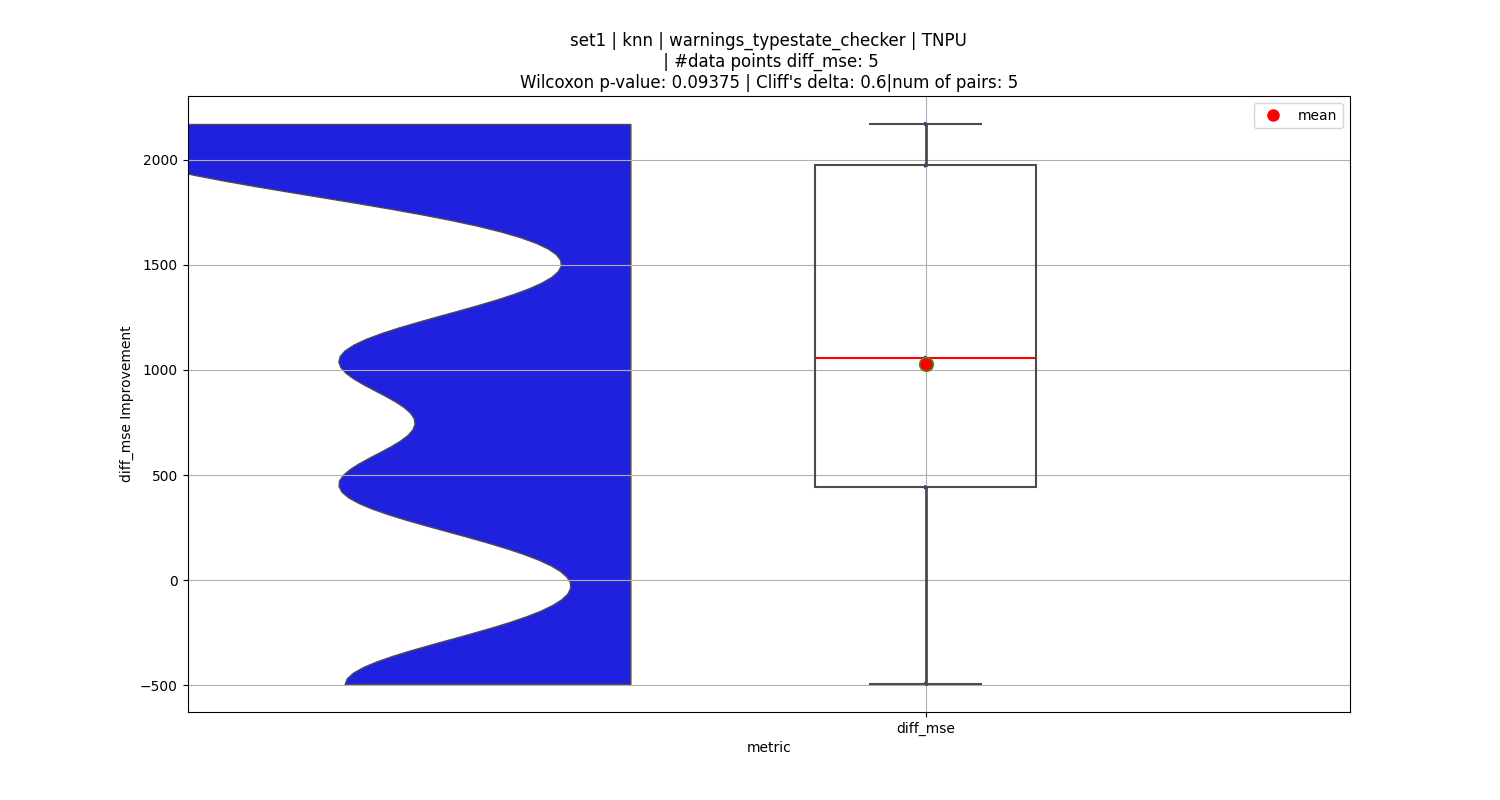 set1 | knn | warnings_typestate_checker | TNPU
| #data points diff_mse: 5
Wilcoxon p-value: 0.09375 | Cliff's delta: 0.6|num of pairs: 5
mean
2000
1500
1000
500
0
−500
diff_mse Improvement
diff_mse
metric